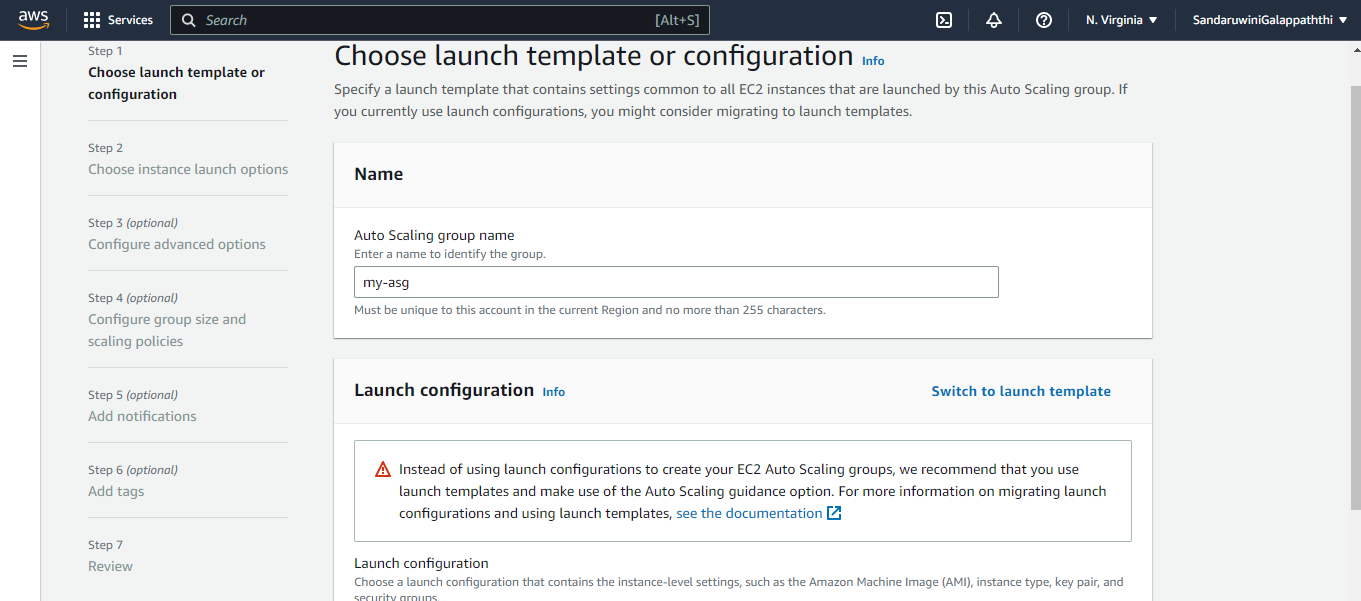 aws
Services
Search
[Alt+S]
N. Virginia
SandaruwiniGalappaththi
Step 1
Choose launch template or
configuration
Step 2
Choose instance launch options
Step 3 (optional)
Configure advanced options
Step 4 (optional)
Configure group size and
scaling policies
Step 5 (optional)
Add notifications
Step 6 (optional)
Add tags
Step 7
Review
Choose launch template or configuration Info
Specify a launch template that contains settings common to all EC2 instances that are launched by this Auto Scaling group. If
you currently use launch configurations, you might consider migrating to launch templates.
Name
Auto Scaling group name
Enter a name to identify the group.
my-asg
Must be unique to this account in the current Region and no more than 255 characters.
Launch configuration Info
Switch to launch template
Instead of using launch configurations to create your EC2 Auto Scaling groups, we recommend that you use
launch templates and make use of the Auto Scaling guidance option. For more information on migrating launch
configurations and using launch templates, see the documentation
Launch configuration
Choose a launch configuration that contains the instance-level settings, such as the Amazon Machine Image (AMI), instance type, key pair, and
security groups.